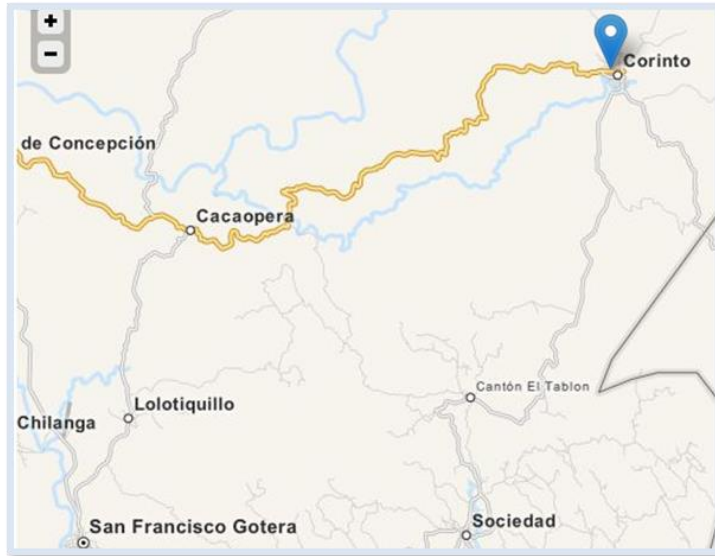 +
−
Corinto
de Concepción
Cacaopera
Cantón El Tablon
Lolotiquillo
Chilanga
Sociedad
San Francisco Gotera